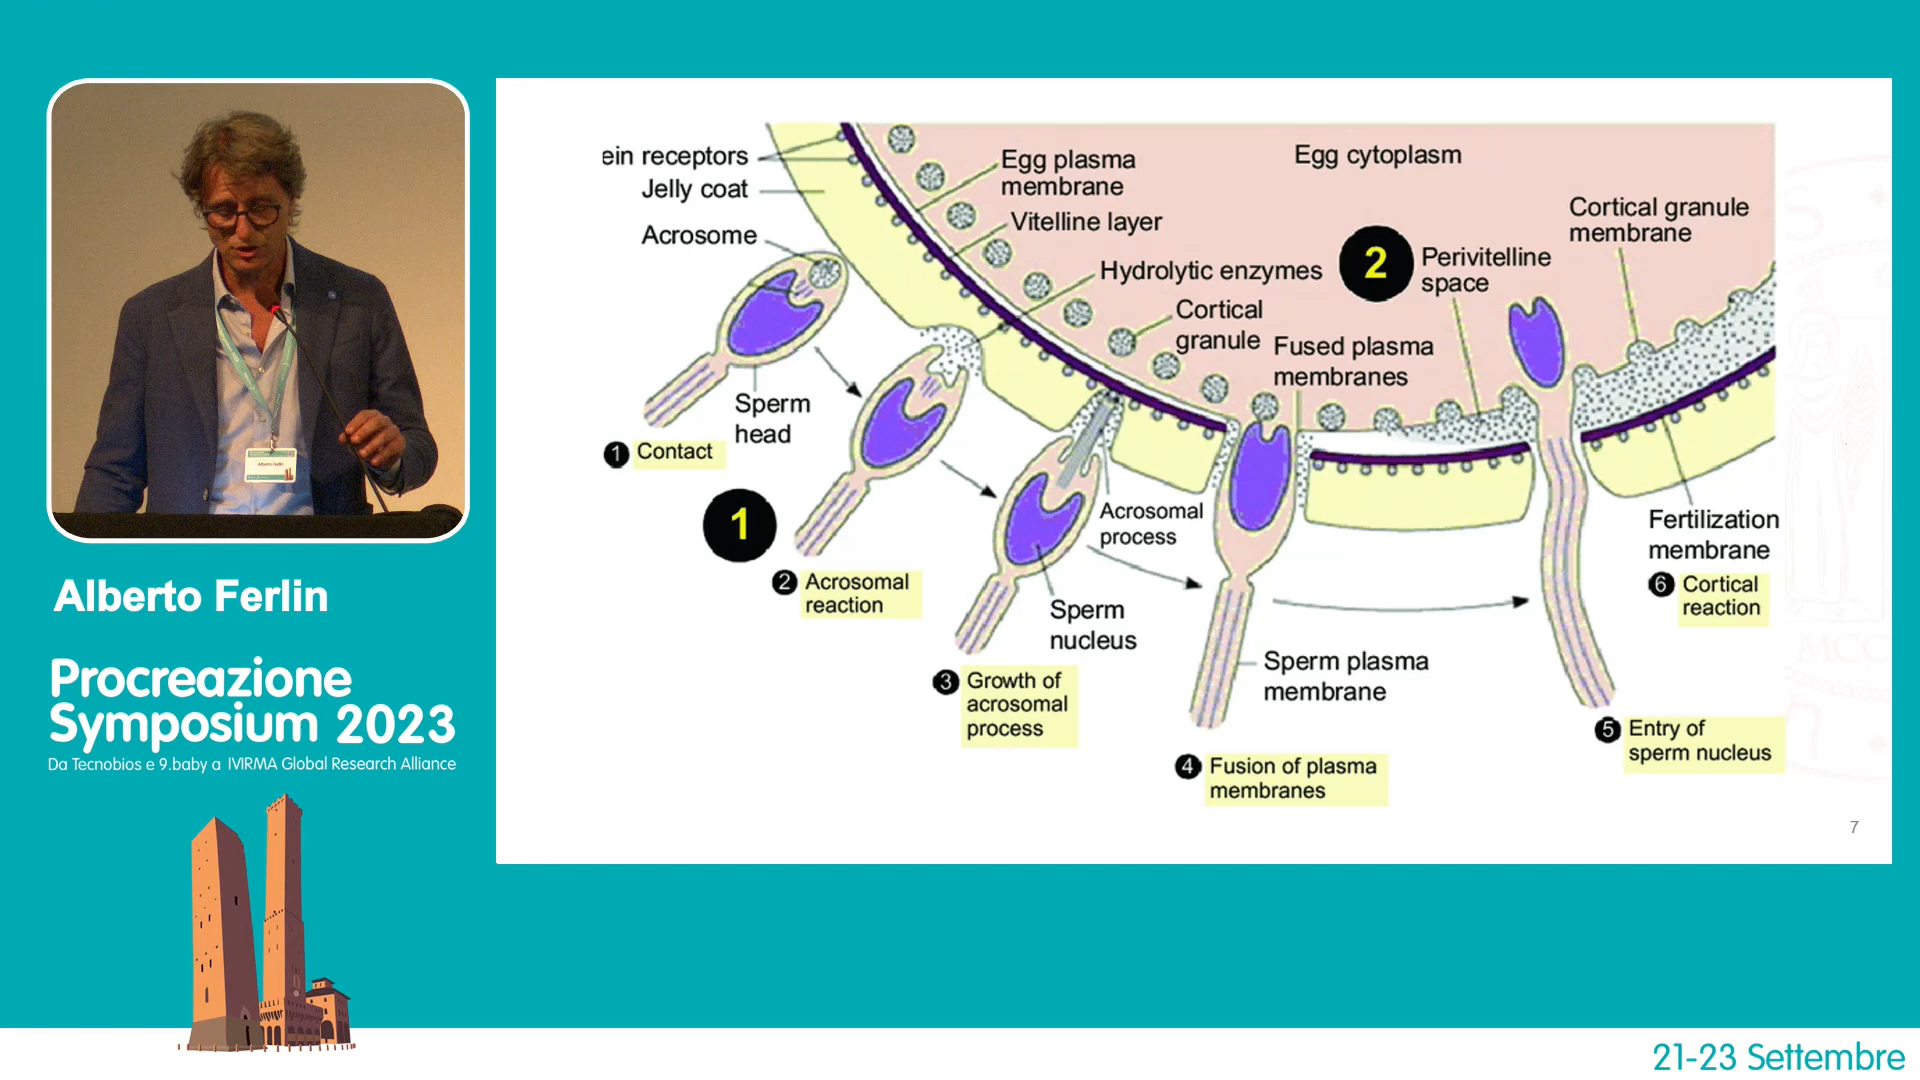 Alberto Ferlin
Procreazione
Symposium 2023
Da Tecnobios e 9.baby a IVIRMA Global Research Alliance
ein receptors
Jelly coat
Acrosome
Egg plasma
membrane
Vitelline layer
Hydrolytic enzymes
Cortical
granule
Egg cytoplasm
2
Perivitelline
space
Cortical granule
membrane
Fused plasma
membranes
Sperm
head
1 Contact
1
2 Acrosomal
reaction
Acrosomal
process
Sperm
nucleus
3 Growth of
acrosomal
process
Sperm plasma
membrane
4 Fusion of plasma
membranes
Fertilization
membrane
6 Cortical
reaction
5 Entry of
sperm nucleus
MCC
7
21-23 Settembre